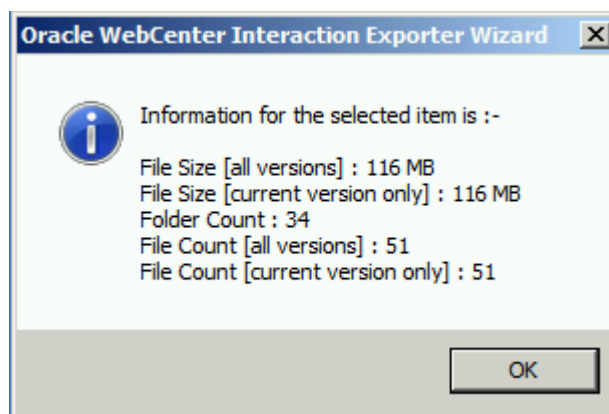 Oracle WebCenter Interaction Exporter Wizard
Information for the selected item is :-
File Size [all versions] : 116 MB
File Size [current version only] : 116 MB
Folder Count : 34
File Count [all versions] : 51
File Count [current version only] : 51
OK